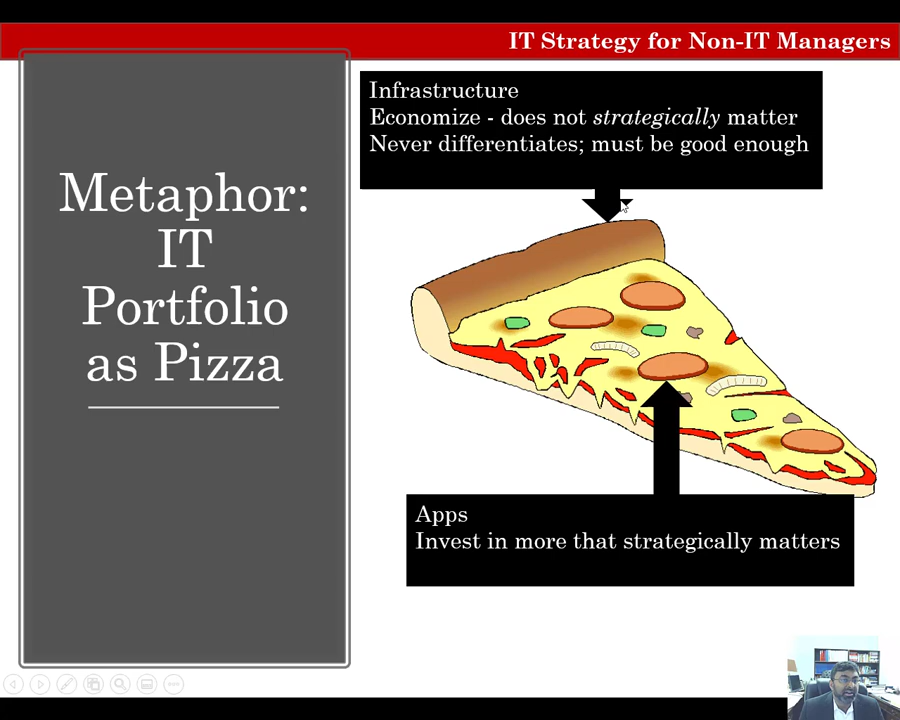 IT Strategy for Non-IT Managers
Metaphor:
IT
Portfolio
as Pizza
Infrastructure
Economize - does not strategically matter
Never differentiates; must be good enough
Apps
Invest in more that strategically matters